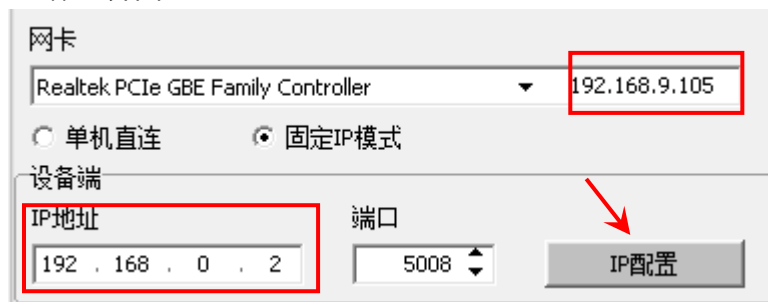 网卡
Realtek PCIe GBE Family Controller 192.168.9.105
单机直连 固定IP模式
设备端
IP地址 端口
192 . 168 . 0 . 2 5008 IP配置